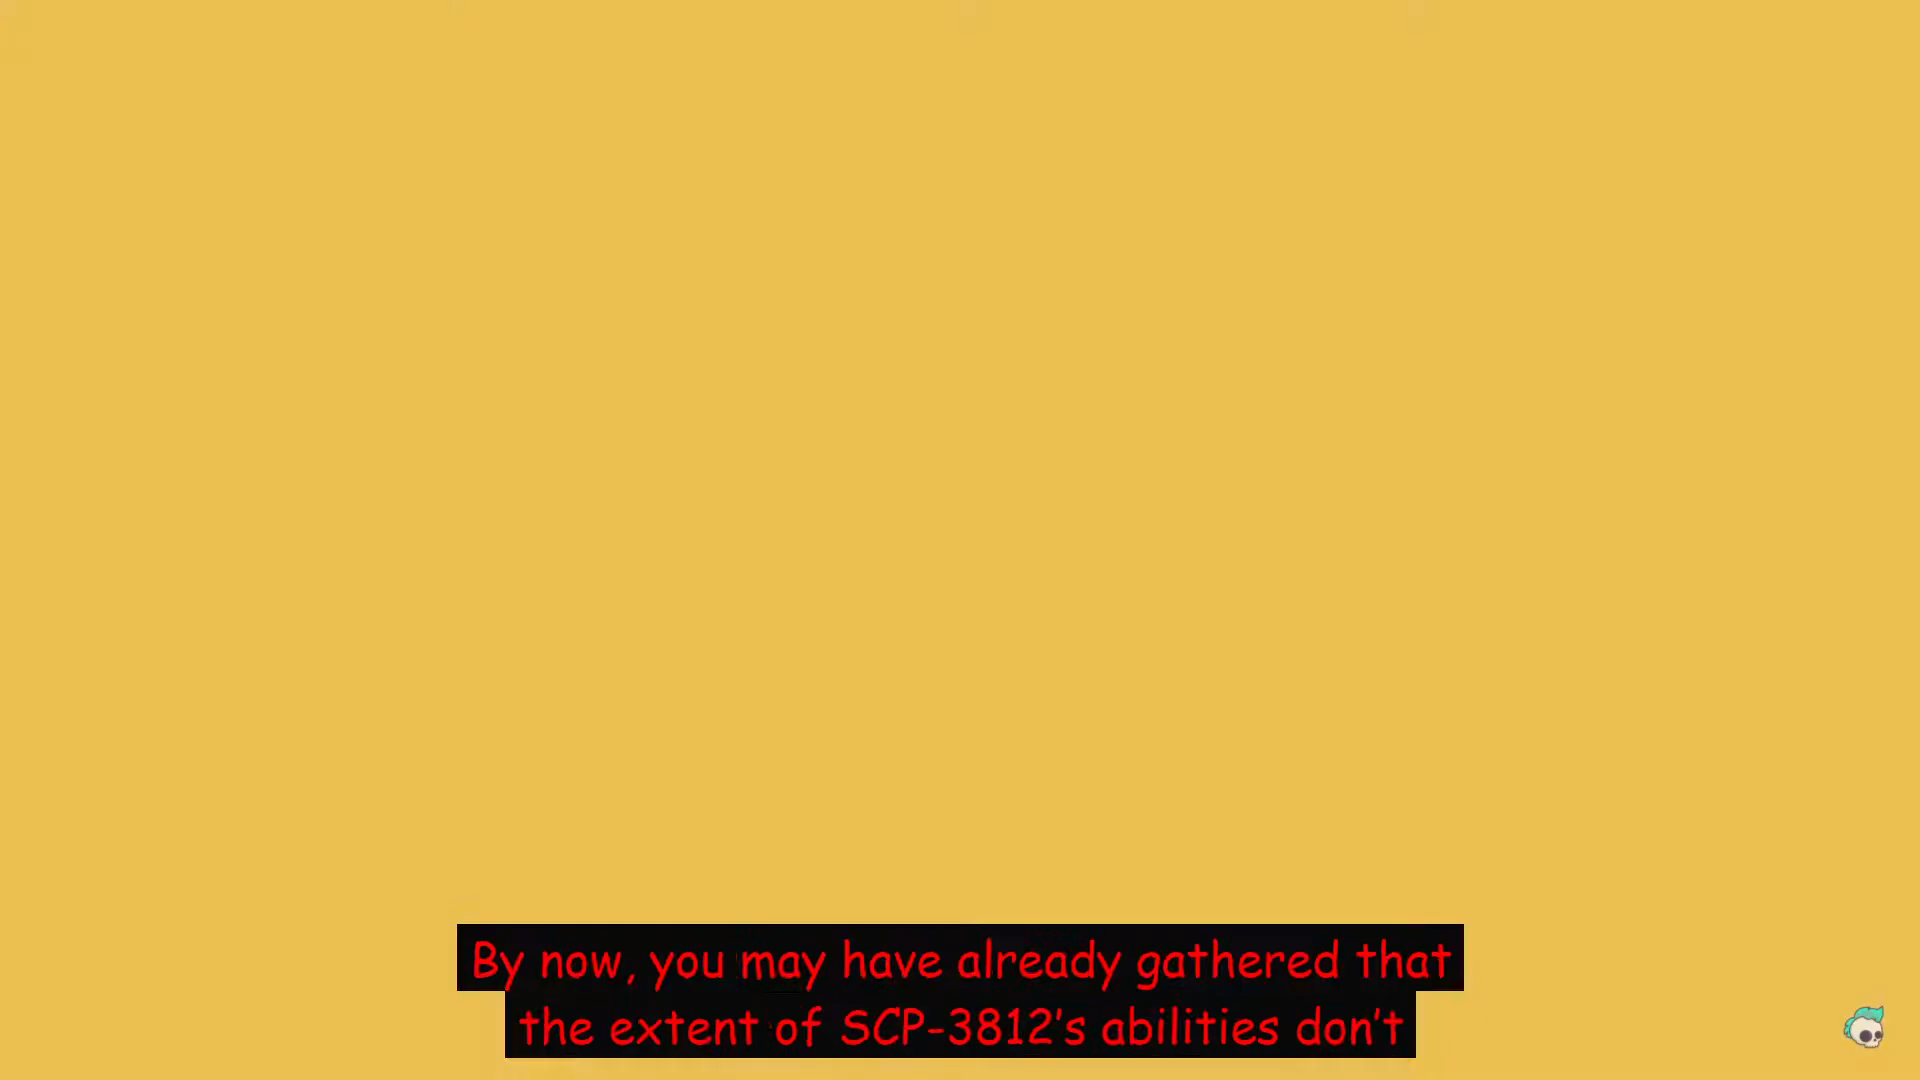 By now, you may have already gathered that
the extent of SCP-3812's abilities don't